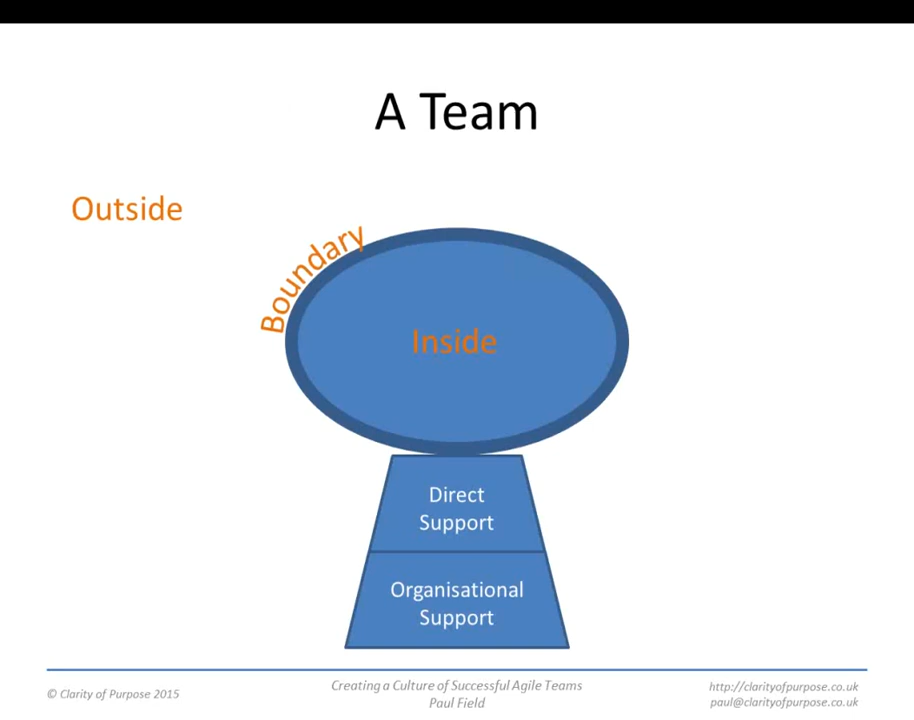 A Team
Outside
Boundary
Inside
Direct
Support
Organisational
Support
© Clarity of Purpose 2015
Creating a Culture of Successful Agile Teams
Paul Field
http://clarityofpurpose.co.uk
paul@clarityofpurpose.co.uk